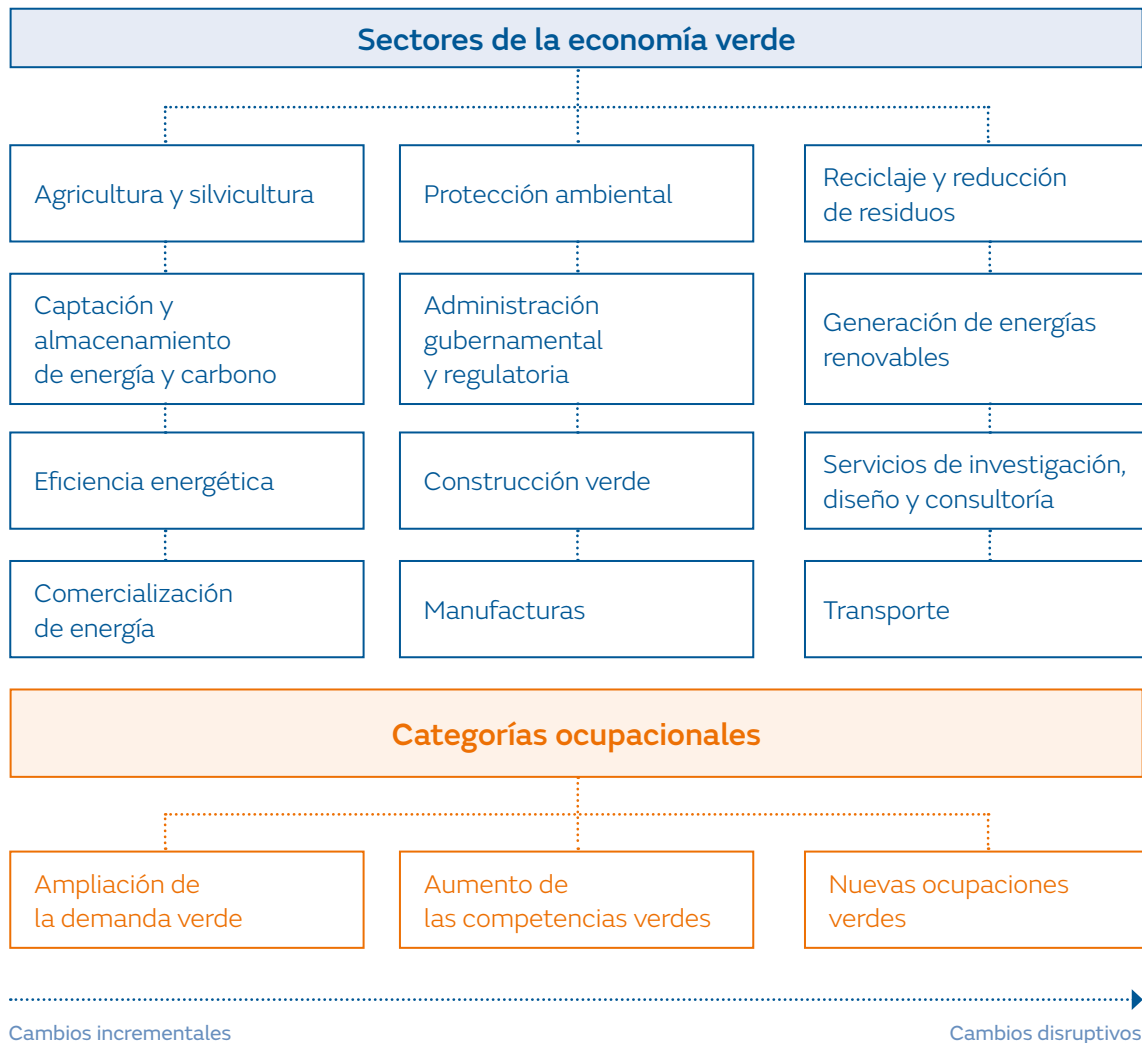 Sectores de la economía verde
Agricultura y silvicultura
Protección ambiental
Reciclaje y reducción
de residuos
Captación y
almacenamiento
de energía y carbono
Administración
gubernamental
y regulatoria
Generación de energías
renovables
Eficiencia energética
Construcción verde
Servicios de investigación,
diseño y consultoría
Comercialización
de energía
Manufacturas
Transporte
Categorías ocupacionales
Ampliación de
la demanda verde
Aumento de
las competencias verdes
Nuevas ocupaciones
verdes
Cambios incrementales
Cambios disruptivos